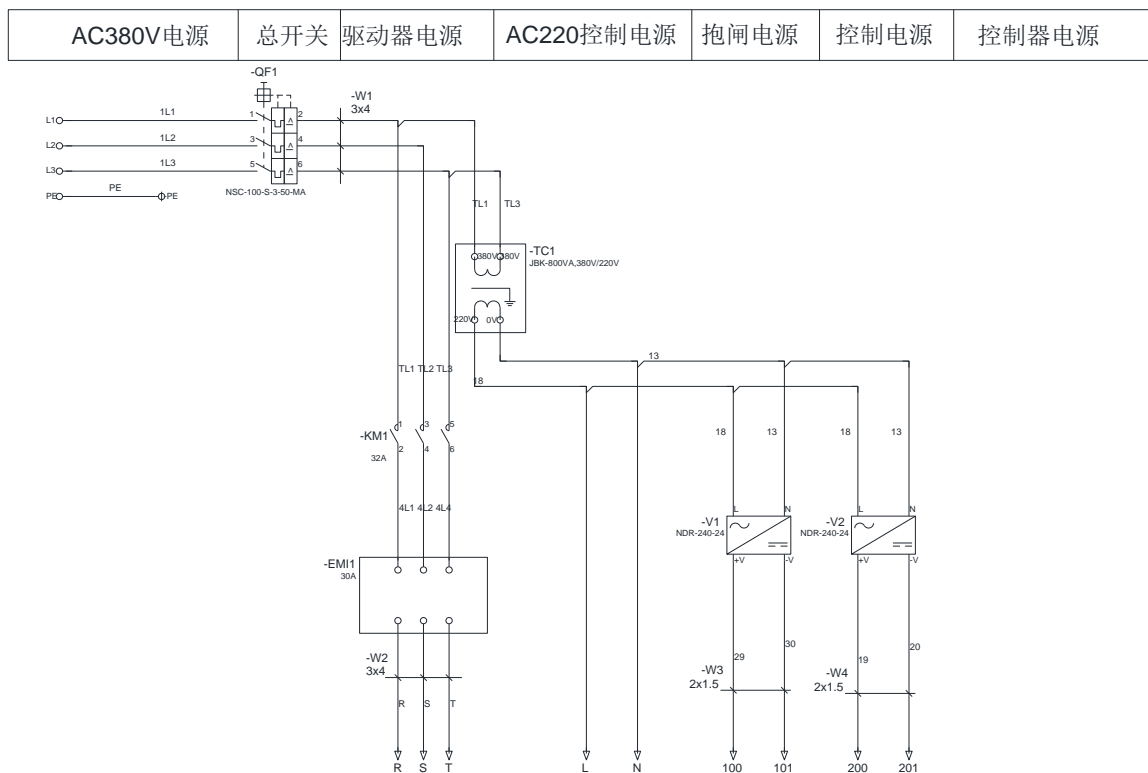 AC380V电源 总开关 驱动器电源 AC220控制电源 抱闸电源 控制电源 控制器电源
-QF1
-W1
3x4
L1 1L1 1 2
L2 1L2 3 4
L3 1L3 5 6
NSC-100-S-3-50-MA
PE PE PE
TL1 TL3
-TC1
380V 380V JBK-800VA,380V/220V
220V 0V
13
TL1 TL2 TL3
18
1 3 5
-KM1
2 4 6
32A
18 13 18 13
4L1 4L2 4L4
L N L N
-V1 -V2
NDR-240-24 NDR-240-24
+V -V +V -V
-EMI1
30A
29 30 19 20
-W2 -W3 -W4
3x4 2x1.5 2x1.5
R S T
R S T L N 100 101 200 201